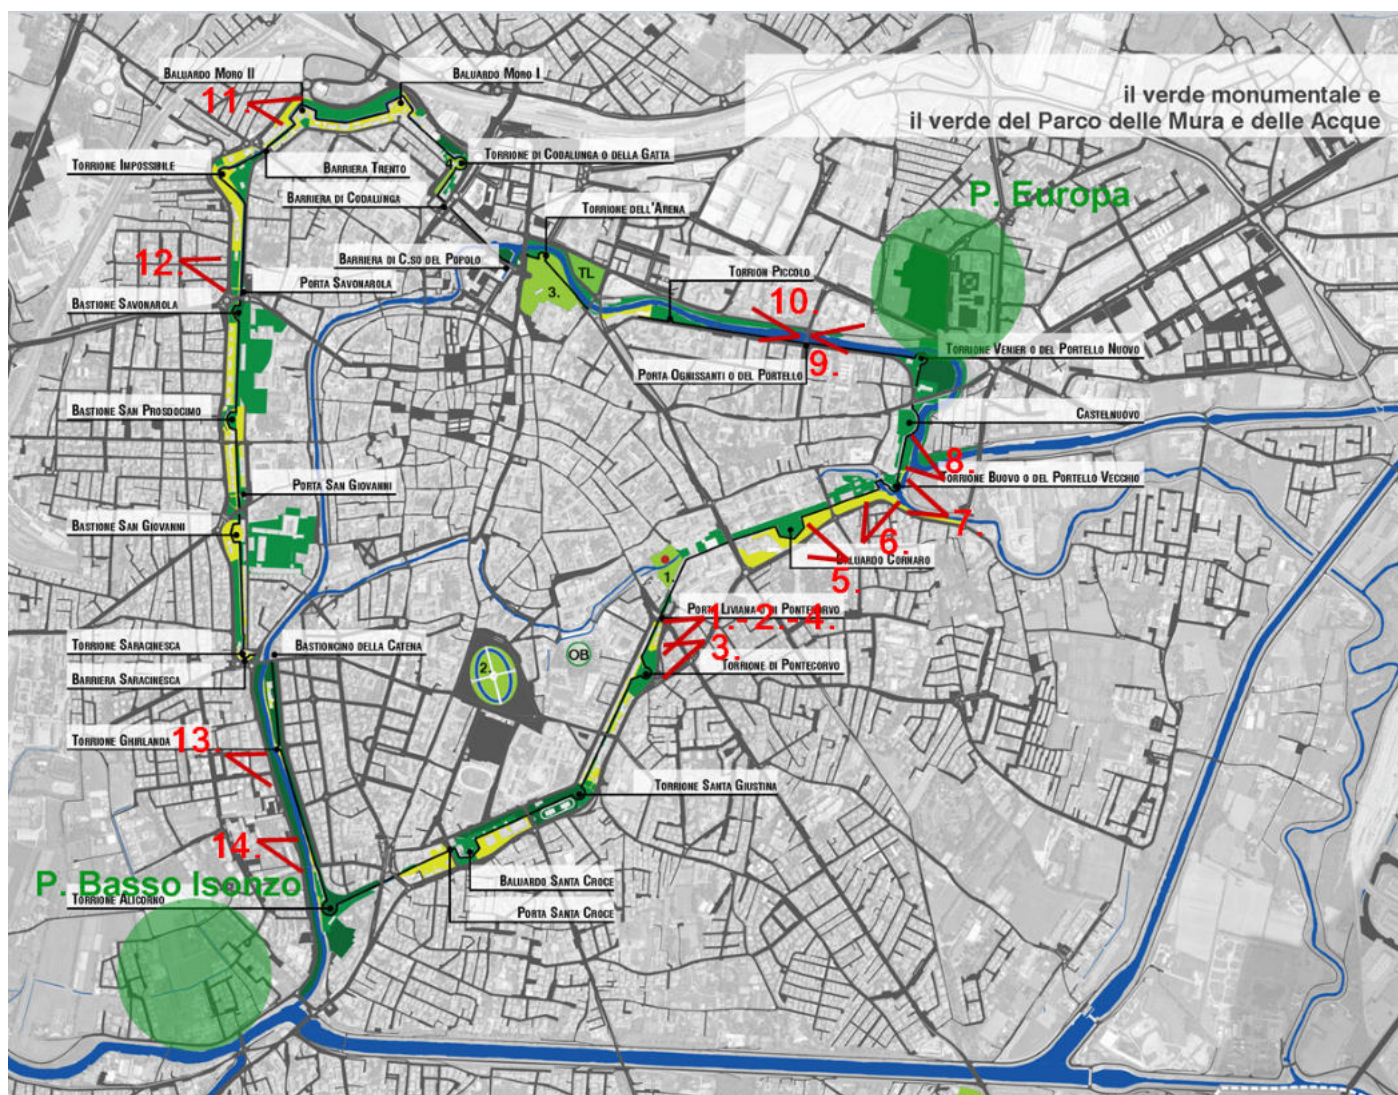 il verde monumentale e
il verde del Parco delle Mura e delle Acque
BALUARDO MORO II
BALUARDO MORO I
11.
TORRIONE IMPOSSIBILE
BARRIERA TRENTO
TORRIONE DI CODALUNGA O DELLA GATTA
P. Europa
BARRIERA DI CODALUNGA
TORRIONE DELL'ARENA
12.
BARRIERA DI C.SO DEL POPOLO
TL
TORRION PICCOLO
PORTA SAVONAROLA
3.
10.
BASTIONE SAVONAROLA
TORRIONE VENIER O DEL PORTELLO NUOVO
9.
PORTA OGNISSANTI O DEL PORTELLO
BASTIONE SAN PROSDOCIMO
CASTELNUOVO
8.
PORTA SAN GIOVANNI
TORRIONE BUOVO O DEL PORTELLO VECCHIO
BASTIONE SAN GIOVANNI
7.
6.
BALUARDO CORNARO
1.
5.
PORTA LIVIANA O DI PONTECORVO
1.-2.-4.
TORRIONE SARACINESCA
BASTIONCINO DELLA CATENA
OB
3.
2.
TORRIONE DI PONTECORVO
BARRIERA SARACINESCA
TORRIONE GHIRLANDA
13.
TORRIONE SANTA GIUSTINA
14.
P. Basso Isonzo
BALUARDO SANTA CROCE
TORRIONE ALICORNO
PORTA SANTA CROCE